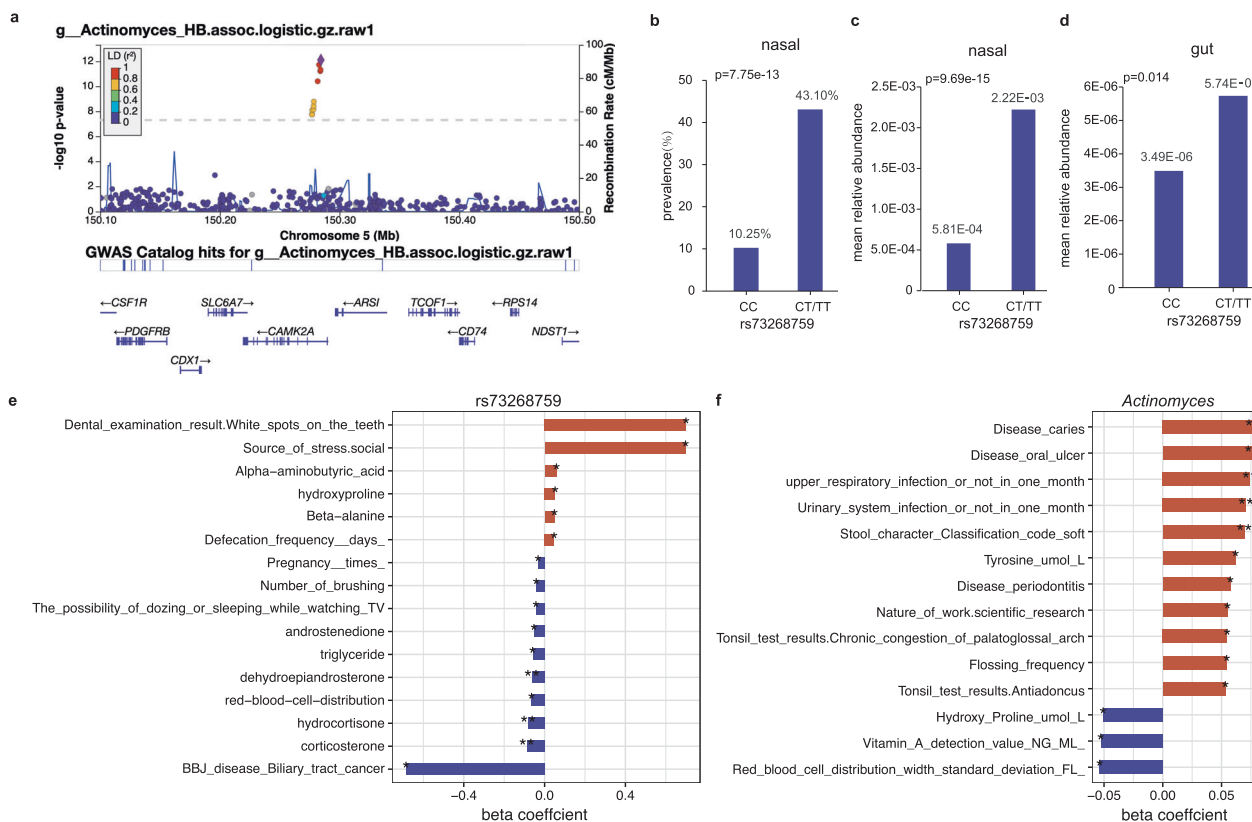 a
g__Actinomyces_HB.assoc.logistic.gz.raw1
LD (r²)
1
0.8
0.6
0.4
0.2
0
12
10
8
6
4
2
0
-log10 p-value
100
80
60
40
20
0
Recombination Rate (cM/Mb)
150.10
150.20
150.30
150.40
150.50
Chromosome 5 (Mb)
GWAS Catalog hits for g__Actinomyces_HB.assoc.logistic.gz.raw1
←CSF1R
SLC6A7→
←ARSI
TCOF1→
←RPS14
←PDGFRB
←CAMK2A
←CD74
NDST1→
CDX1→
b
nasal
p=7.75e-13
50
40
30
20
10
0
prevalence(%)
10.25%
43.10%
CC
CT/TT
rs73268759
c
nasal
p=9.69e-15
2.5E-03
2.0E-03
1.5E-03
1.0E-03
5.0E-04
0.0
mean relative abundance
5.81E-04
2.22E-03
CC
CT/TT
rs73268759
d
gut
p=0.014
6E-06
5E-06
4E-06
3E-06
2E-06
1E-06
0
mean relative abundance
3.49E-06
5.74E-0
CC
CT/TT
rs73268759
e
rs73268759
Dental_examination_result.White_spots_on_the_teeth
*
Source_of_stress.social
*
Alpha-aminobutyric_acid
*
hydroxyproline
*
Beta-alanine
*
Defecation_frequency__days_
*
Pregnancy__times_
*
Number_of_brushing
*
The_possibility_of_dozing_or_sleeping_while_watching_TV
*
androstenedione
*
triglyceride
*
dehydroepiandrosterone
**
red-blood-cell-distribution
*
hydrocortisone
**
corticosterone
**
BBJ_disease_Biliary_tract_cancer
*
-0.4
0.0
0.4
beta coeffcient
f
Actinomyces
Disease_caries
*
Disease_oral_ulcer
*
upper_respiratory_infection_or_not_in_one_month
*
Urinary_system_infection_or_not_in_one_month
**
Stool_character_Classification_code_soft
**
Tyrosine_umol_L
*
Disease_periodontitis
*
Nature_of_work.scientific_research
*
Tonsil_test_results.Chronic_congestion_of_palatoglossal_arch
*
Flossing_frequency
*
Tonsil_test_results.Antiadoncus
*
Hydroxy_Proline_umol_L
*
Vitamin_A_detection_value_NG_ML_
*
Red_blood_cell_distribution_width_standard_deviation_FL_
*
-0.05
0.00
0.05
beta coeffcient